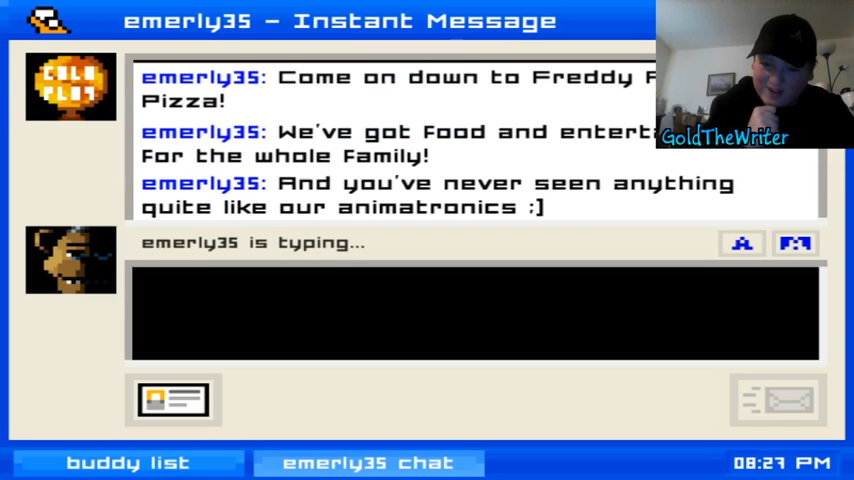 emerly35 - Instant Message
COLD
PLAY
emerly35: Come on down to Freddy
Pizza!
emerly35: We've got food and
for the whole family!
GoldTheWriter
emerly35: And you've never seen anything
quite like our animatronics ;]
emerly35 is typing...
A
buddy list
emerly35 chat
08:27 PM